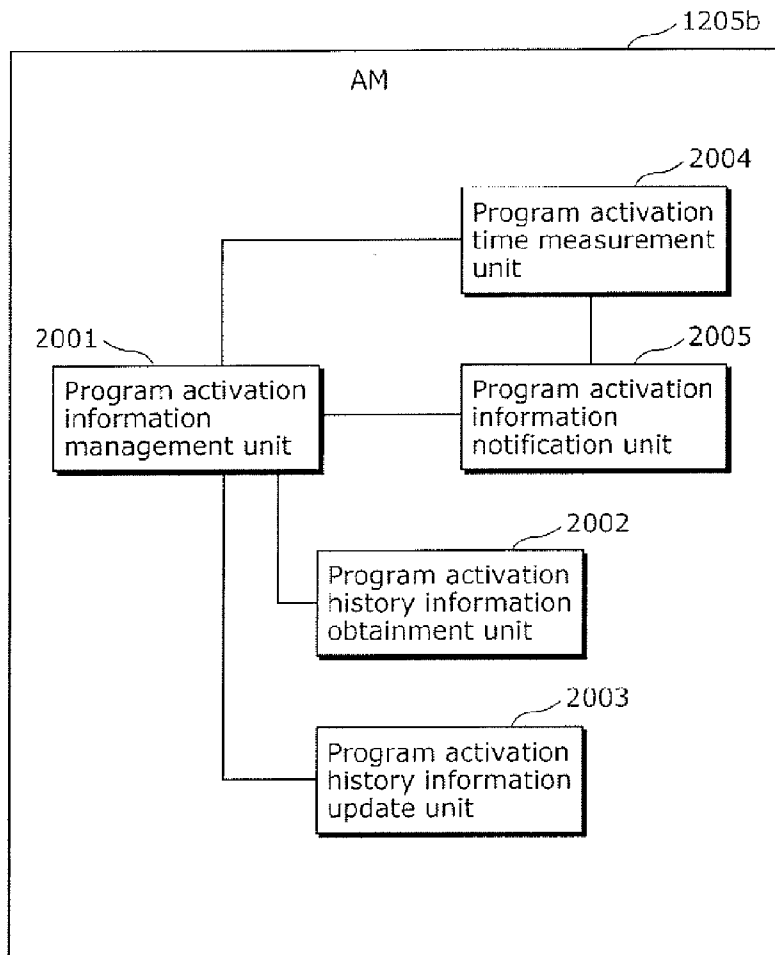 1205b
AM
2004
Program activation
time measurement
unit
2001
Program activation
information
management unit
2005
Program activation
information
notification unit
2002
Program activation
history information
obtainment unit
2003
Program activation
history information
update unit